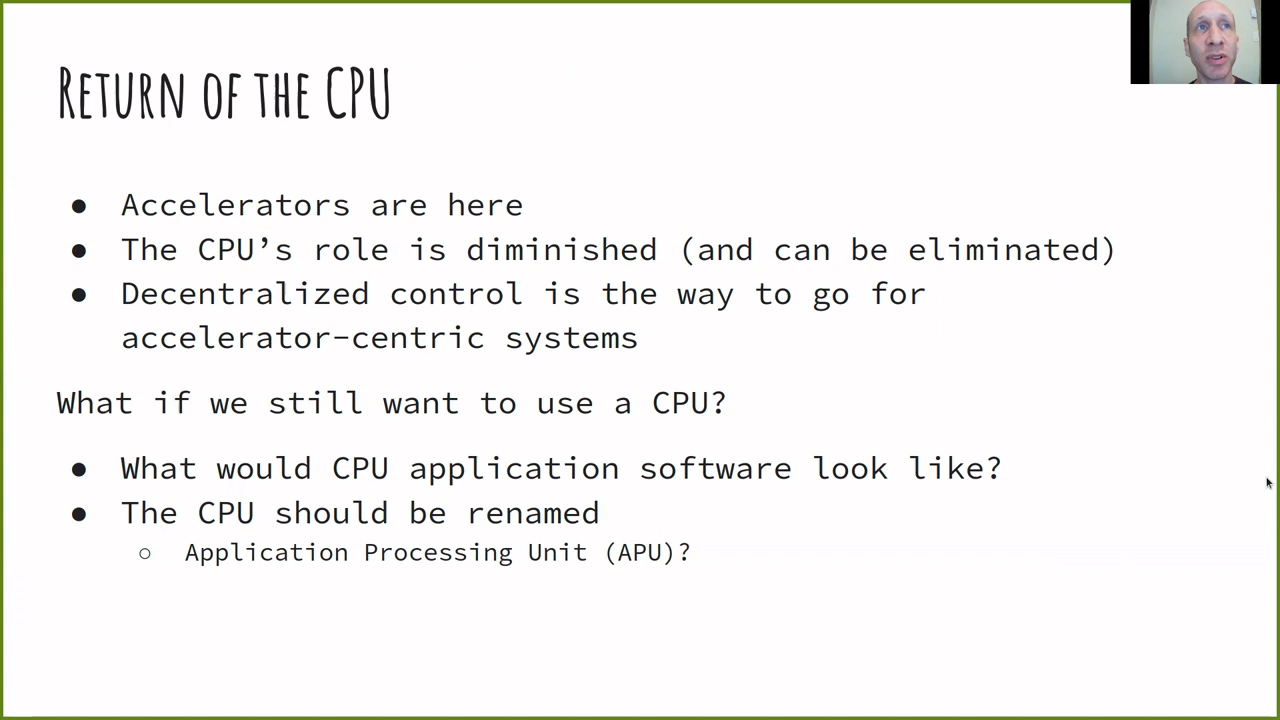 Return of the CPU
● Accelerators are here
● The CPU’s role is diminished (and can be eliminated)
● Decentralized control is the way to go for
accelerator-centric systems
What if we still want to use a CPU?
● What would CPU application software look like?
● The CPU should be renamed
○ Application Processing Unit (APU)?